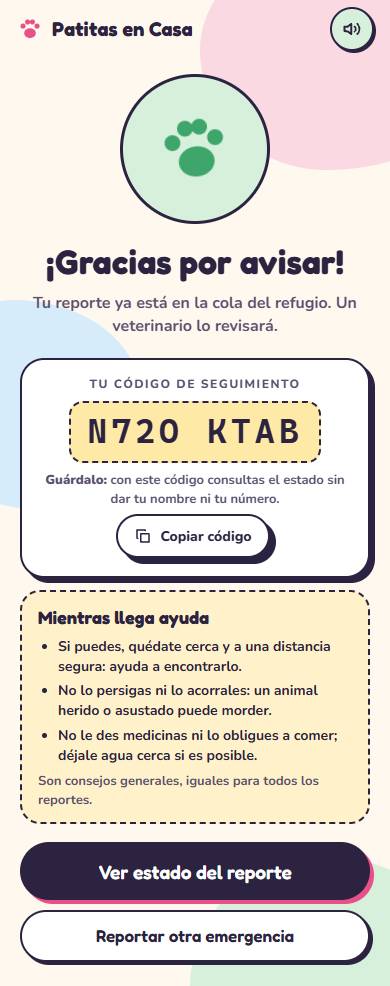 Patitas en Casa
¡Gracias por avisar!
Tu reporte ya está en la cola del refugio. Un
veterinario lo revisará.
TU CÓDIGO DE SEGUIMIENTO
N72O KTAB
Guárdalo: con este código consultas el estado sin
dar tu nombre ni tu número.
Copiar código
Mientras llega ayuda
• Si puedes, quédate cerca y a una distancia
segura: ayuda a encontrarlo.
• No lo persigas ni lo acorrales: un animal
herido o asustado puede morder.
• No le des medicinas ni lo obligues a comer;
déjale agua cerca si es posible.
Son consejos generales, iguales para todos los
reportes.
Ver estado del reporte
Reportar otra emergencia